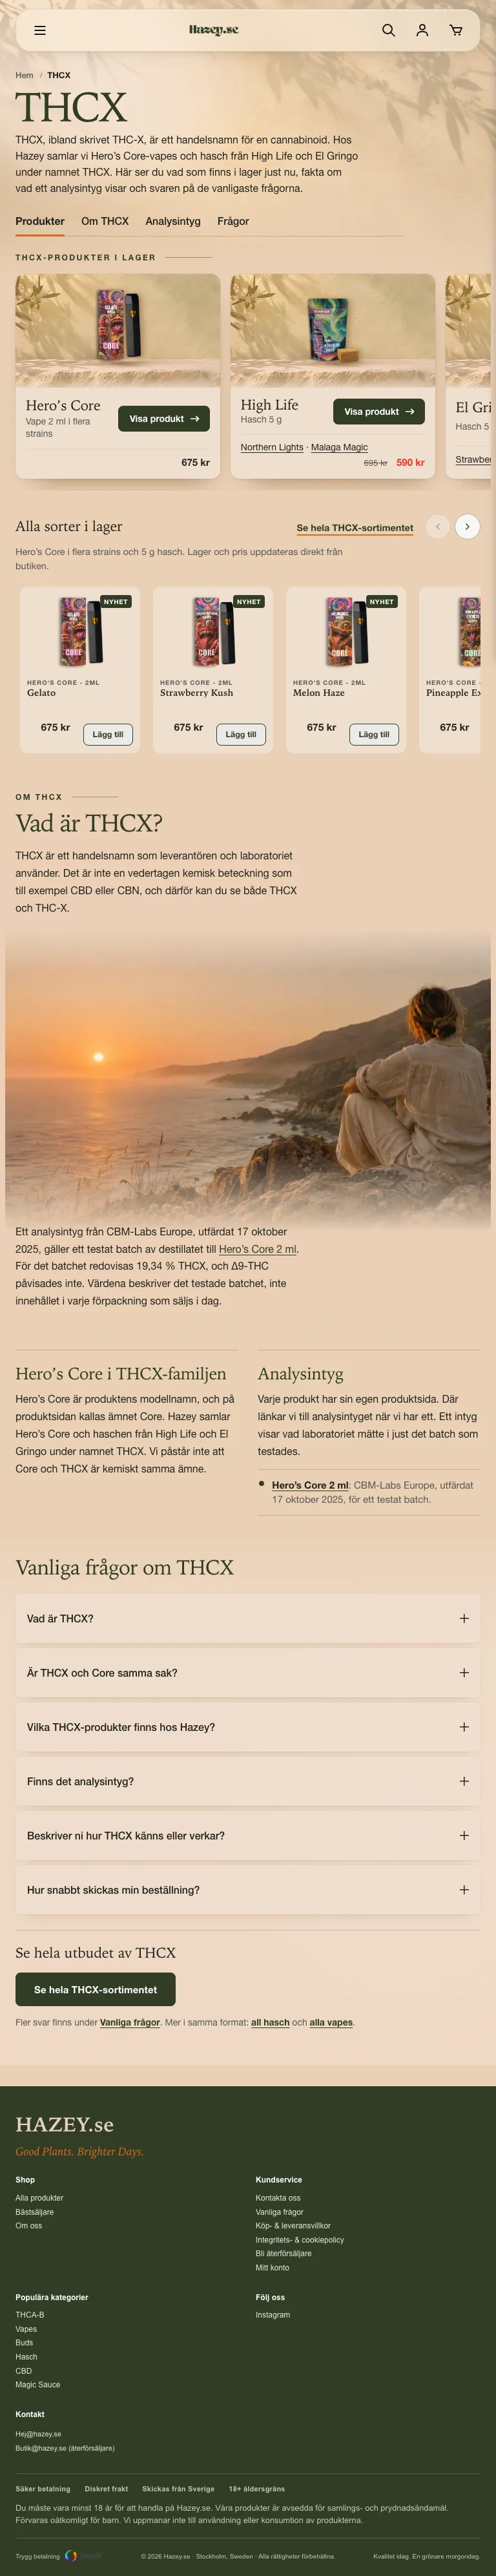 Hazey.se
Hem / THCX
THCX
THCX, ibland skrivet THC-X, är ett handelsnamn för en cannabinoid. Hos
Hazey samlar vi Hero's Core-vapes och hasch från High Life och El Gringo
under namnet THCX. Här ser du vad som finns i lager just nu, fakta om
vad ett analysintyg visar och svaren på de vanligaste frågorna.
Produkter Om THCX Analysintyg Frågor
THCX-PRODUKTER I LAGER
Hero's Core
Vape 2 ml i flera
strains
Visa produkt →
675 kr
High Life
Hasch 5 g
Visa produkt →
Northern Lights · Malaga Magic
695 kr 590 kr
El Gri
Hasch 5
Strawber
Alla sorter i lager
Se hela THCX-sortimentet
Hero's Core i flera strains och 5 g hasch. Lager och pris uppdateras direkt från
butiken.
NYHET
HERO'S CORE - 2ML
Gelato
675 kr
Lägg till
NYHET
HERO'S CORE - 2ML
Strawberry Kush
675 kr
Lägg till
NYHET
HERO'S CORE - 2ML
Melon Haze
675 kr
Lägg till
HERO'S CORE -
Pineapple Ex
675 kr
OM THCX
Vad är THCX?
THCX är ett handelsnamn som leverantören och laboratoriet
använder. Det är inte en vedertagen kemisk beteckning som
till exempel CBD eller CBN, och därför kan du se både THCX
och THC-X.
Ett analysintyg från CBM-Labs Europe, utfärdat 17 oktober
2025, gäller ett testat batch av destillatet till Hero's Core 2 ml.
För det batchet redovisas 19,34 % THCX, och Δ9-THC
påvisades inte. Värdena beskriver det testade batchet, inte
innehållet i varje förpackning som säljs i dag.
Hero's Core i THCX-familjen
Hero's Core är produktens modellnamn, och på
produktsidan kallas ämnet Core. Hazey samlar
Hero's Core och haschen från High Life och El
Gringo under namnet THCX. Vi påstår inte att
Core och THCX är kemiskt samma ämne.
Analysintyg
Varje produkt har sin egen produktsida. Där
länkar vi till analysintyget när vi har ett. Ett intyg
visar vad laboratoriet mätte i just det batch som
testades.
Hero's Core 2 ml: CBM-Labs Europe, utfärdat
17 oktober 2025, för ett testat batch.
Vanliga frågor om THCX
Vad är THCX?
Är THCX och Core samma sak?
Vilka THCX-produkter finns hos Hazey?
Finns det analysintyg?
Beskriver ni hur THCX känns eller verkar?
Hur snabbt skickas min beställning?
Se hela utbudet av THCX
Se hela THCX-sortimentet
Fler svar finns under Vanliga frågor. Mer i samma format: all hasch och alla vapes.
HAZEY.se
Good Plants. Brighter Days.
Shop
Alla produkter
Bästsäljare
Om oss
Kundservice
Kontakta oss
Vanliga frågor
Köp- & leveransvillkor
Integritets- & cookiepolicy
Bli återförsäljare
Mitt konto
Populära kategorier
THCA-B
Vapes
Buds
Hasch
CBD
Magic Sauce
Följ oss
Instagram
Kontakt
Hej@hazey.se
Butik@hazey.se (återförsäljare)
Säker betalning Diskret frakt Skickas från Sverige 18+ åldersgräns
Du måste vara minst 18 år för att handla på Hazey.se. Våra produkter är avsedda för samlings- och prydnadsändamål.
Förvaras oåtkomligt för barn. Vi uppmanar inte till användning eller konsumtion av produkterna.
Trygg betalning © 2026 Hazey.se · Stockholm, Sweden · Alla rättigheter förbehållna. Kvalitet idag. En grönare morgondag.